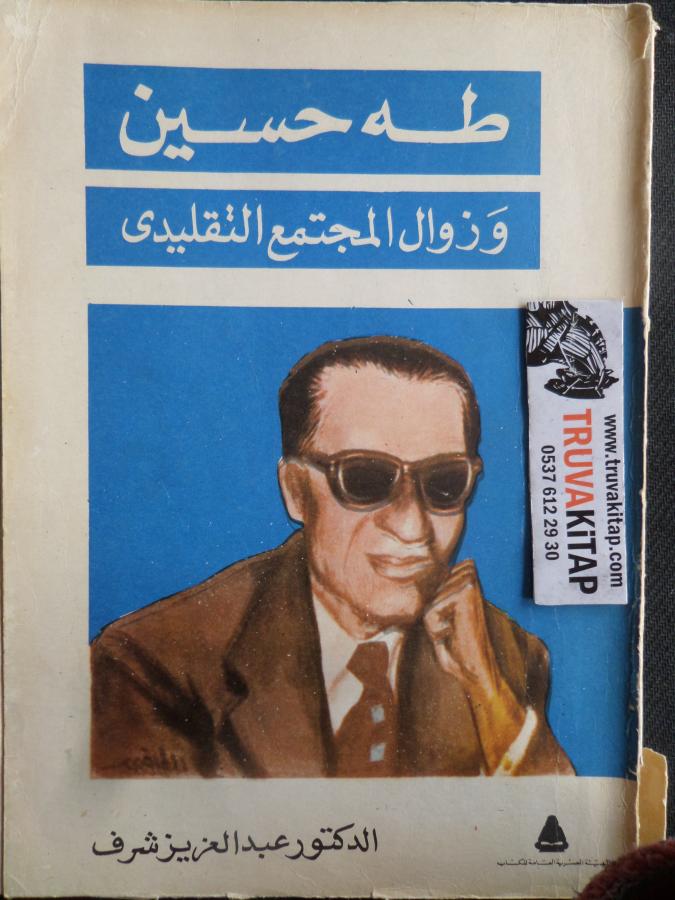 طه حسين
وَزوال المجتمع التقليدى
www.truvakitap.com
TRUVAKiTAP
0537 612 29 30
الدكتور عبد العزيز شرف
الهيئة المصرية العامة للكتاب